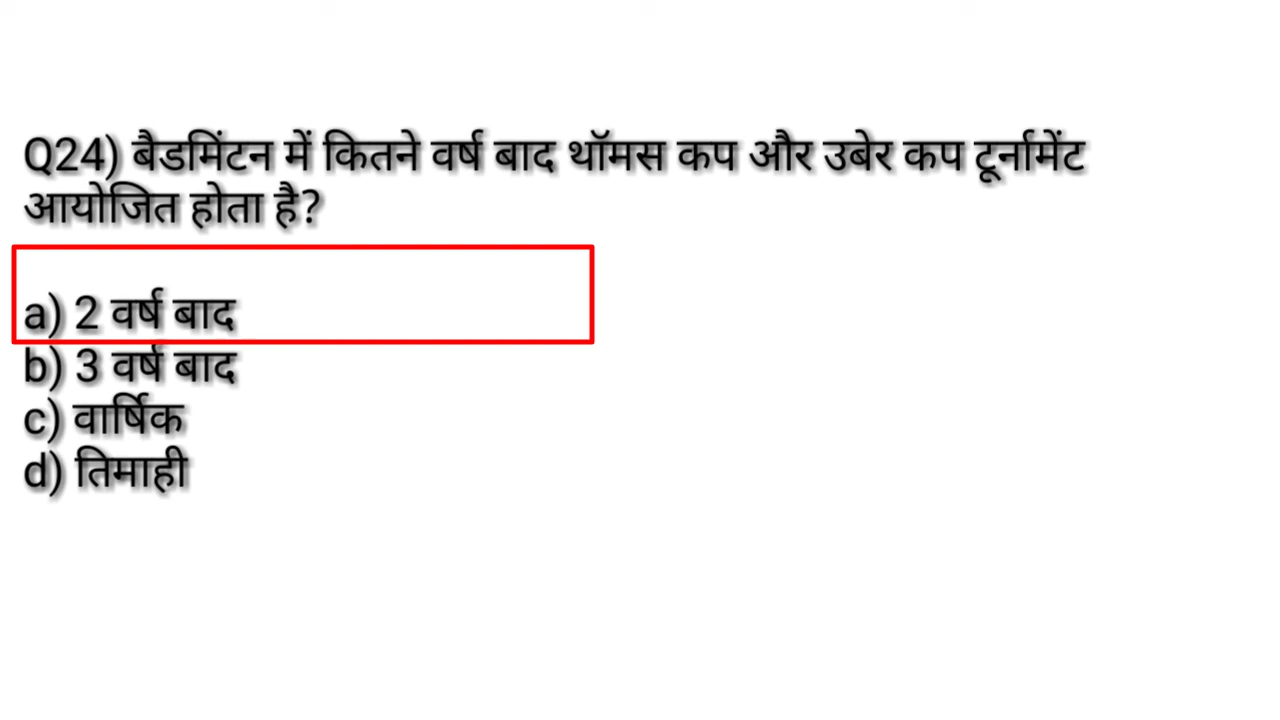 Q24) बैडमिंटन में कितने वर्ष बाद थॉमस कप और उबेर कप टूर्नामेंट
आयोजित होता है?
a) 2 वर्ष बाद
b) 3 वर्ष बाद
c) वार्षिक
d) तिमाही